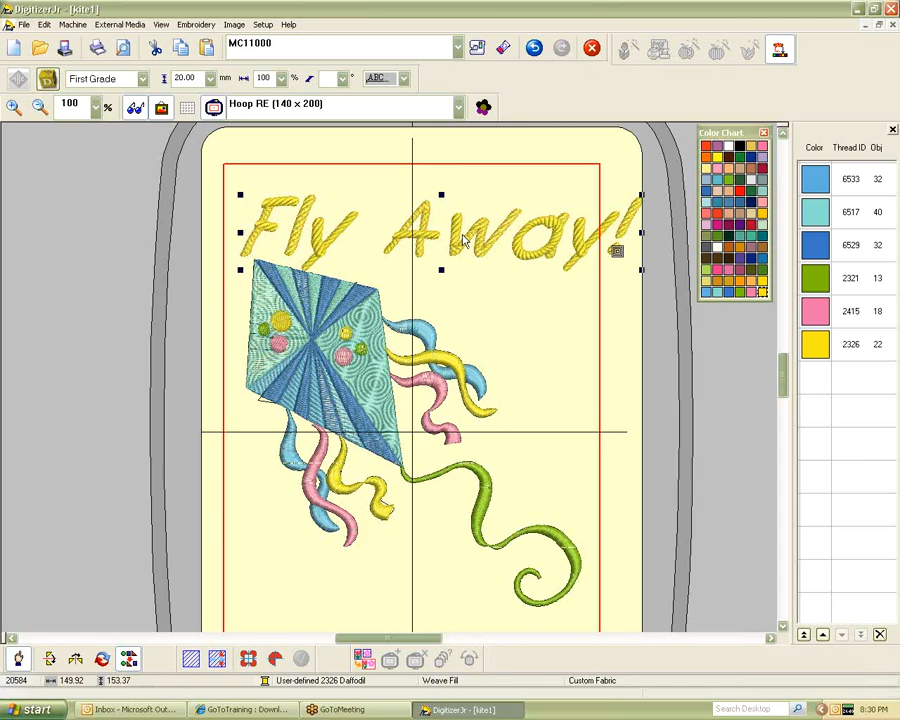 DigitizerJr - [kite1]
File Edit Machine External Media View Embroidery Image Setup Help
MC11000
First Grade 20.00 mm 100 % ABC
100 % Hoop RE (140 x 200)
Color Chart
Color Thread ID Obj
6533 32
6517 40
6529 32
2321 13
2415 18
2326 22
Fly Away!
20584 149.92 153.37 User-defined 2326 Daffodil Weave Fill Custom Fabric
start Inbox - Microsoft Out... GoToTraining : Downl... GoToMeeting DigitizerJr - [kite1] Search Desktop 8:30 PM